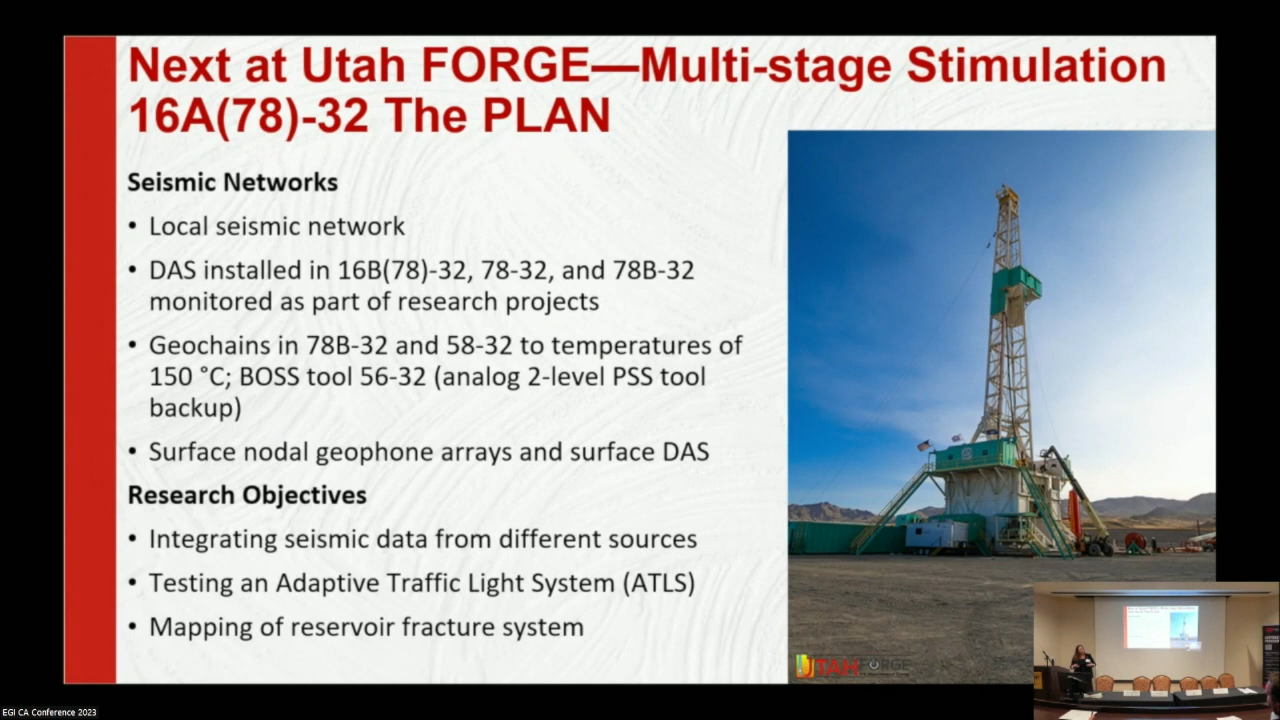 Next at Utah FORGE—Multi-stage Stimulation
16A(78)-32 The PLAN
Seismic Networks
• Local seismic network
• DAS installed in 16B(78)-32, 78-32, and 78B-32
monitored as part of research projects
• Geochains in 78B-32 and 58-32 to temperatures of
150 °C; BOSS tool 56-32 (analog 2-level PSS tool
backup)
• Surface nodal geophone arrays and surface DAS
Research Objectives
• Integrating seismic data from different sources
• Testing an Adaptive Traffic Light System (ATLS)
• Mapping of reservoir fracture system
UTAH FORGE
EGI CA Conference 2023